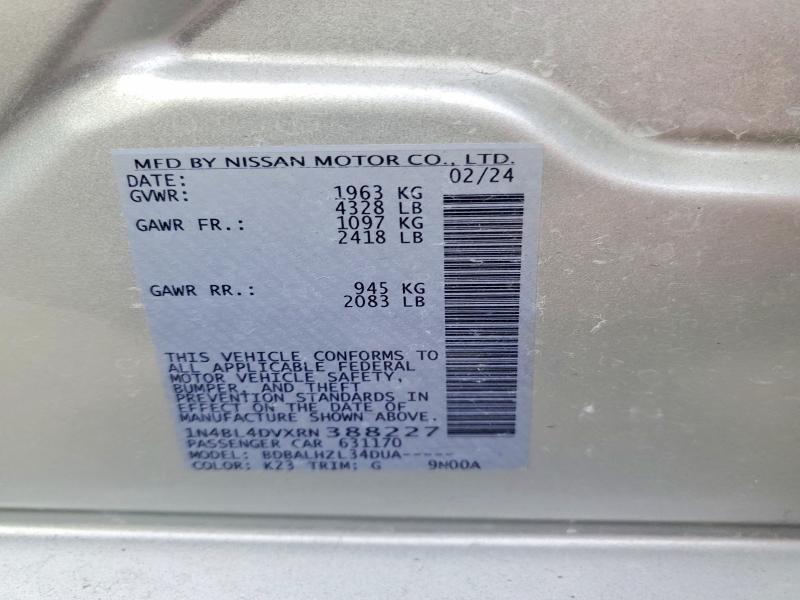 MFD BY NISSAN MOTOR CO., LTD.
DATE: 02/24
GVWR: 1963 KG
4328 LB
GAWR FR.: 1097 KG
2418 LB
GAWR RR.: 945 KG
2083 LB
THIS VEHICLE CONFORMS TO
ALL APPLICABLE FEDERAL
MOTOR VEHICLE SAFETY,
BUMPER, AND THEFT
PREVENTION STANDARDS IN
EFFECT ON THE DATE OF
MANUFACTURE SHOWN ABOVE.
1N4BL4DVXRN388227
PASSENGER CAR 631170
MODEL: BDBALHZL34DUA-----
COLOR: K23 TRIM: G 9N00A